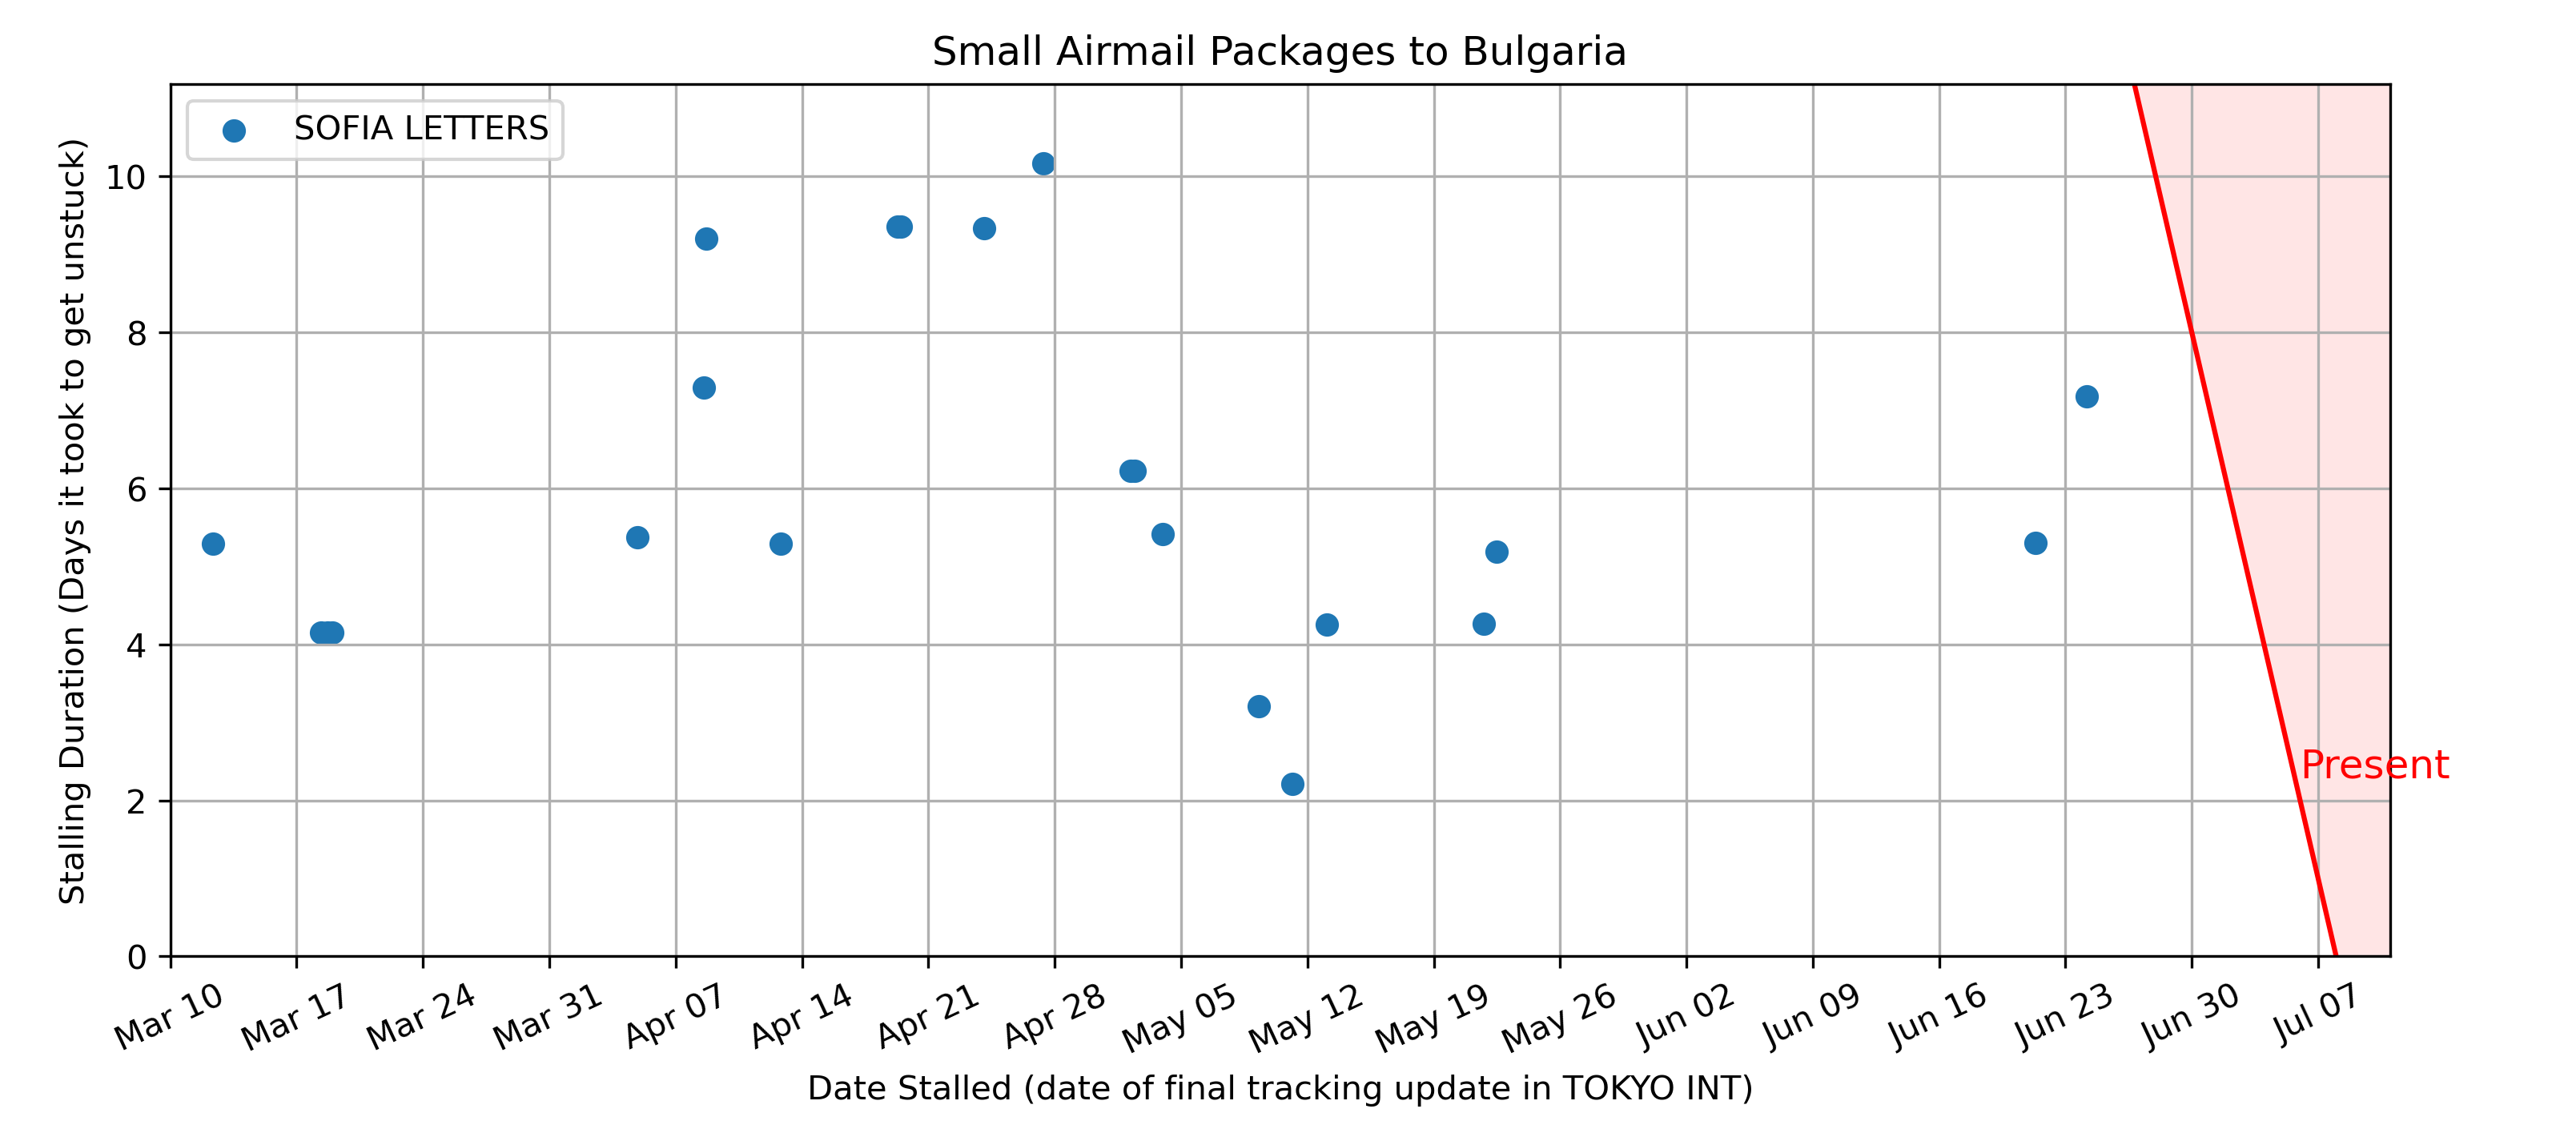 Small Airmail Packages to Bulgaria
SOFIA LETTERS
Stalling Duration (Days it took to get unstuck)
10
8
6
4
2
0
Present
Mar 10
Mar 17
Mar 24
Mar 31
Apr 07
Apr 14
Apr 21
Apr 28
May 05
May 12
May 19
May 26
Jun 02
Jun 09
Jun 16
Jun 23
Jun 30
Jul 07
Date Stalled (date of final tracking update in TOKYO INT)